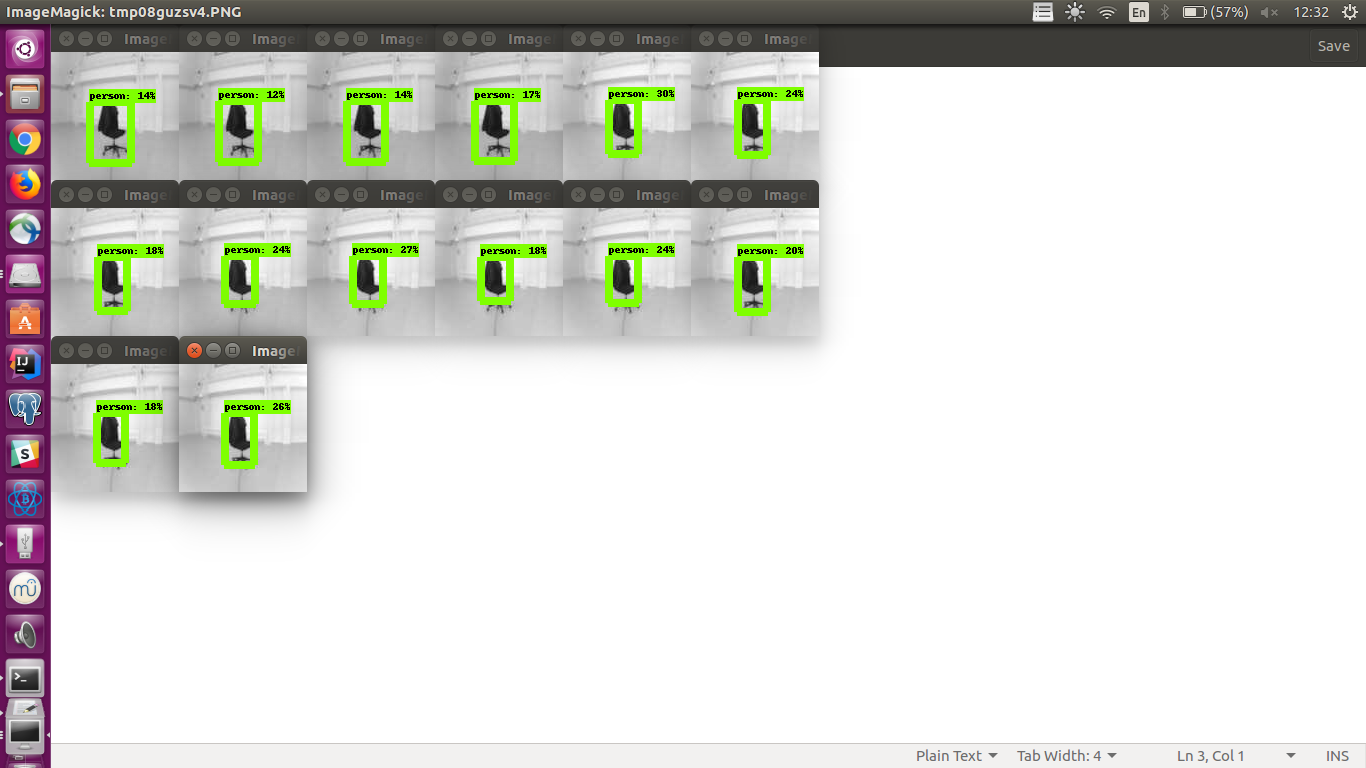 ImageMagick: tmp08guzsv4.PNG En (57%) 12:32
Image Image Image Image Image Image Save
person: 14% person: 12% person: 14% person: 17% person: 30% person: 24%
Image Image Image Image Image Image
person: 18% person: 24% person: 27% person: 18% person: 24% person: 20%
Image Image
person: 18% person: 26%
Plain Text Tab Width: 4 Ln 3, Col 1 INS